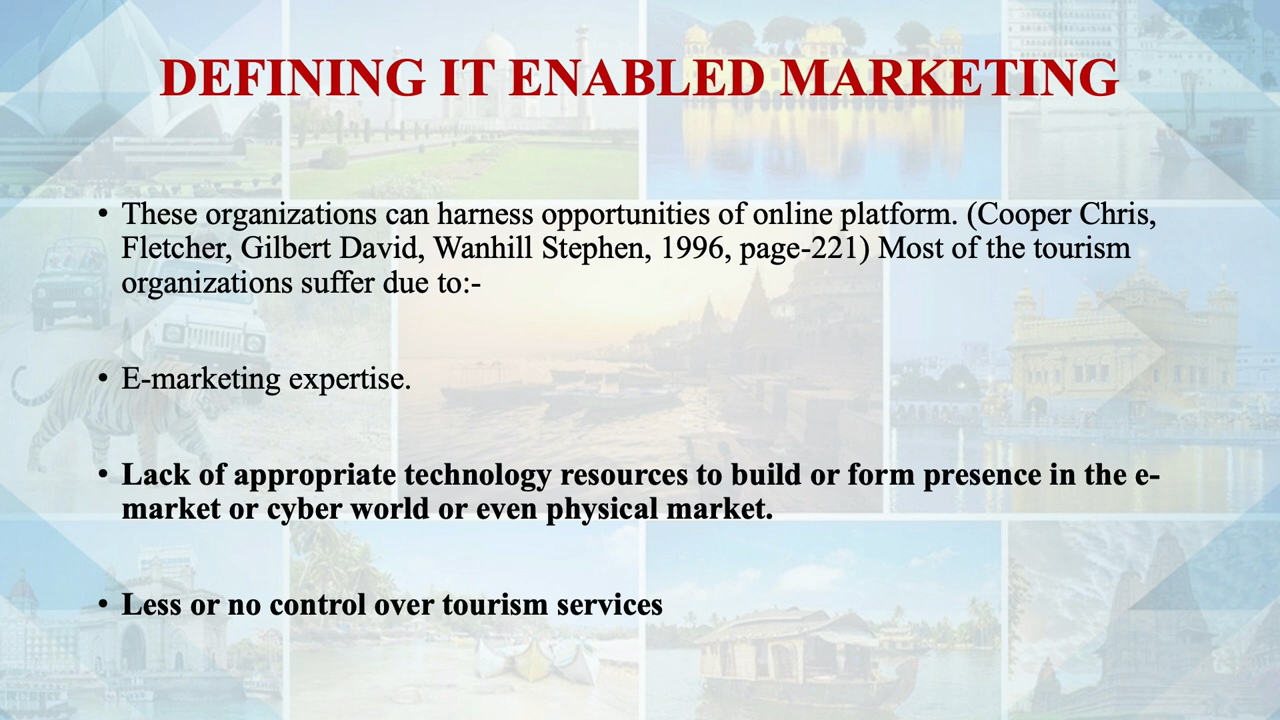 DEFINING IT ENABLED MARKETING
• These organizations can harness opportunities of online platform. (Cooper Chris,
Fletcher, Gilbert David, Wanhill Stephen, 1996, page-221) Most of the tourism
organizations suffer due to:-
• E-marketing expertise.
• Lack of appropriate technology resources to build or form presence in the e-
market or cyber world or even physical market.
• Less or no control over tourism services